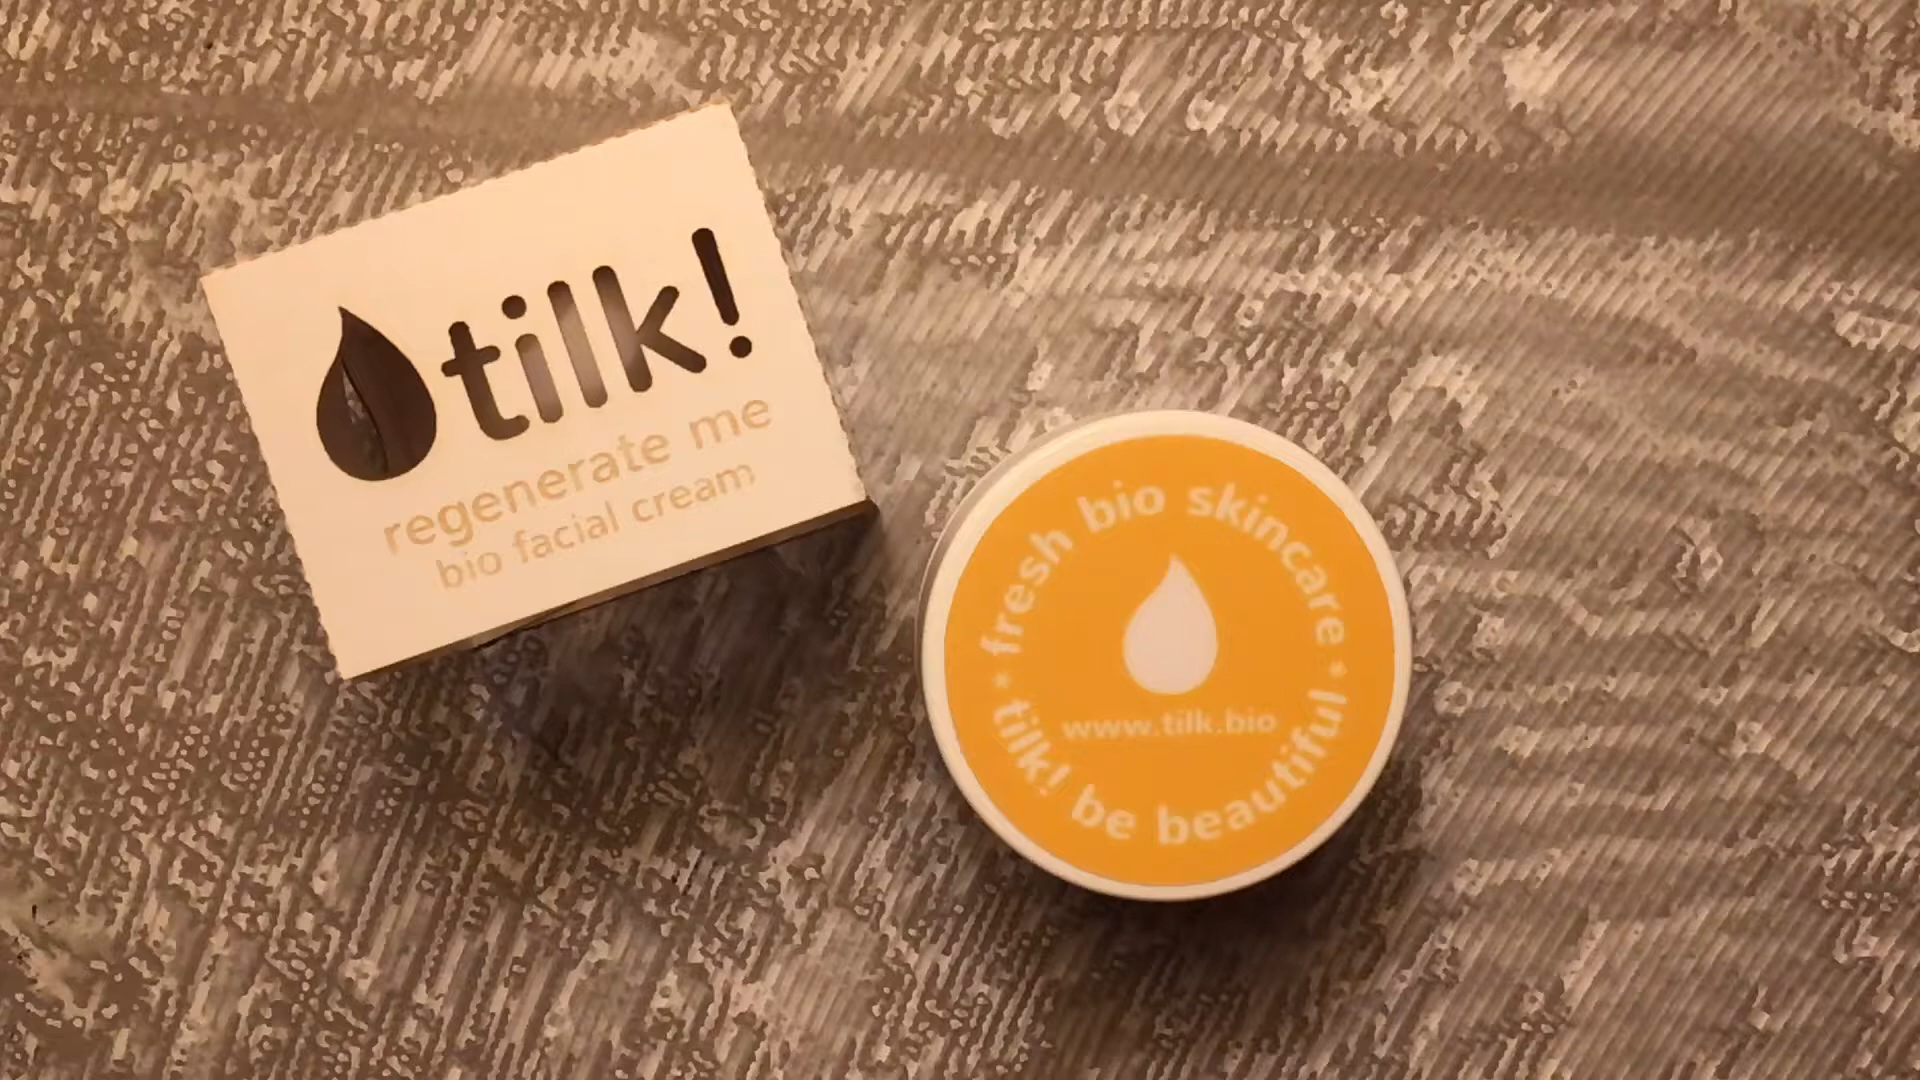 tilk!
regenerate me
bio facial cream
• fresh bio skincare •
www.tilk.bio
tilk! be beautiful